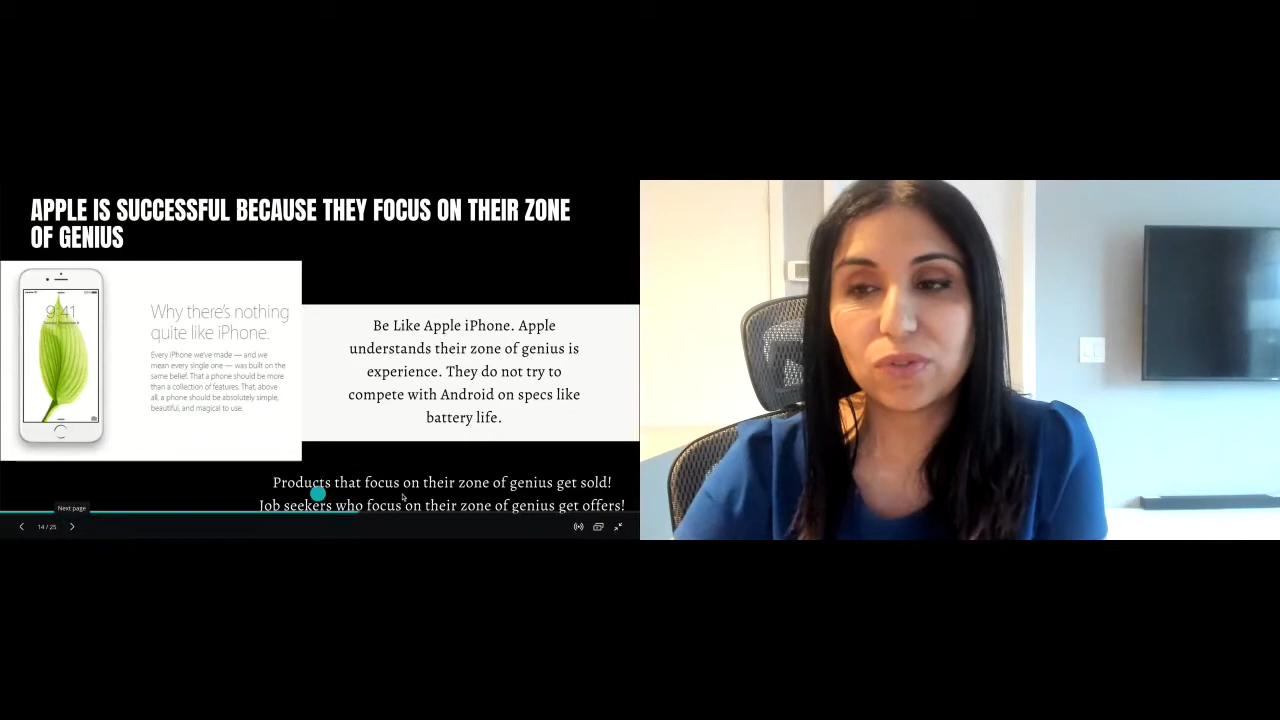 APPLE IS SUCCESSFUL BECAUSE THEY FOCUS ON THEIR ZONE
OF GENIUS
9:41
Why there's nothing
quite like iPhone.
Every iPhone we've made — and we
mean every single one — was built on the
same belief. That a phone should be more
than a collection of features. That, above
all, a phone should be absolutely simple,
beautiful, and magical to use.
Be Like Apple iPhone. Apple
understands their zone of genius is
experience. They do not try to
compete with Android on specs like
battery life.
Products that focus on their zone of genius get sold!
Job seekers who focus on their zone of genius get offers!
Next page
14 / 25